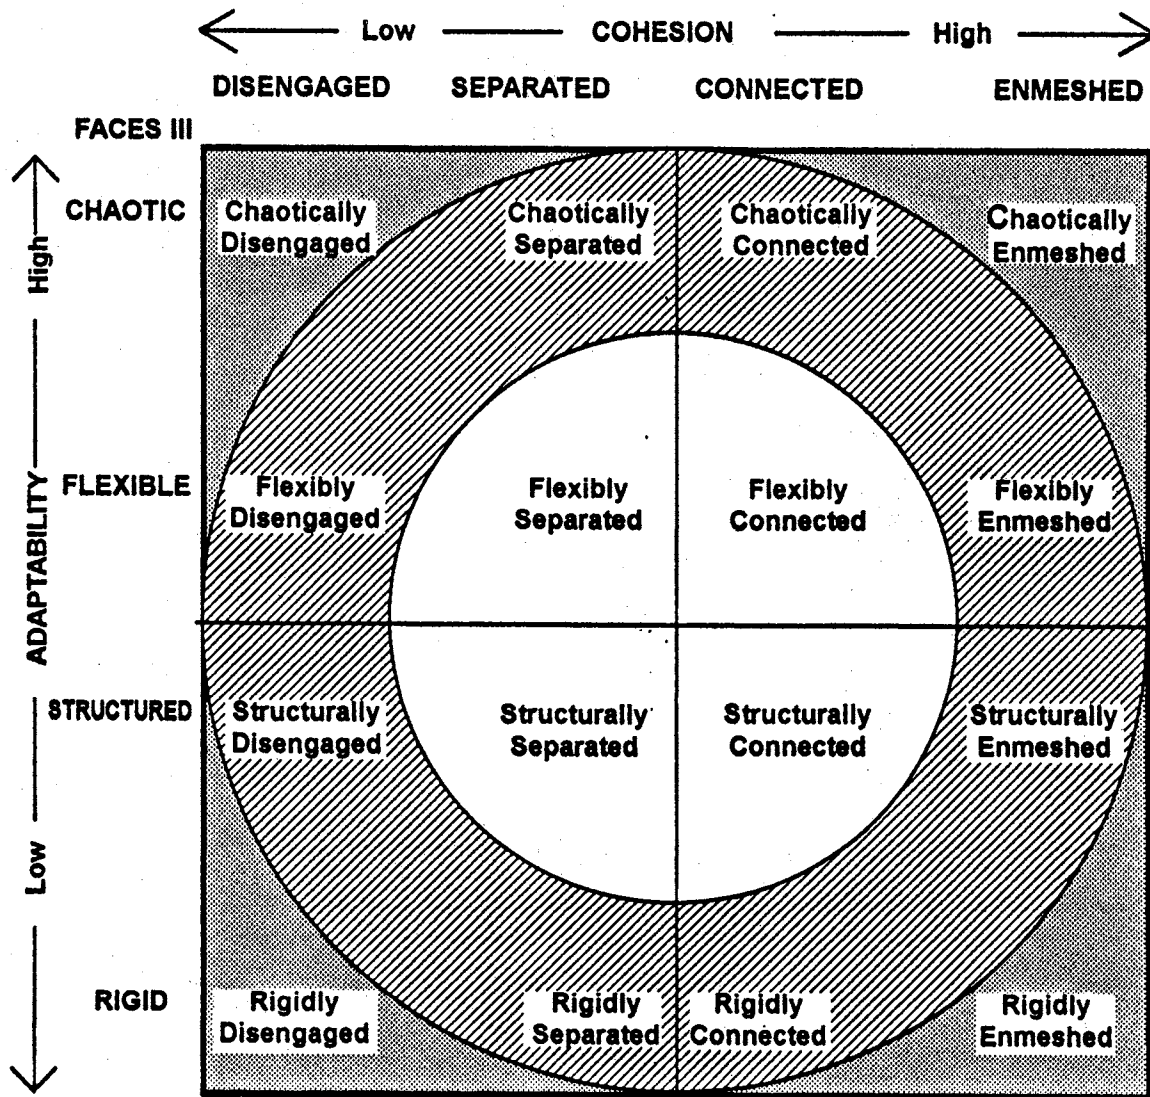 Low COHESION High
DISENGAGED SEPARATED CONNECTED ENMESHED
FACES III
High
ADAPTABILITY
Low
CHAOTIC
Chaotically
Disengaged
Chaotically
Separated
Chaotically
Connected
Chaotically
Enmeshed
FLEXIBLE
Flexibly
Disengaged
Flexibly
Separated
Flexibly
Connected
Flexibly
Enmeshed
STRUCTURED
Structurally
Disengaged
Structurally
Separated
Structurally
Connected
Structurally
Enmeshed
RIGID
Rigidly
Disengaged
Rigidly
Separated
Rigidly
Connected
Rigidly
Enmeshed